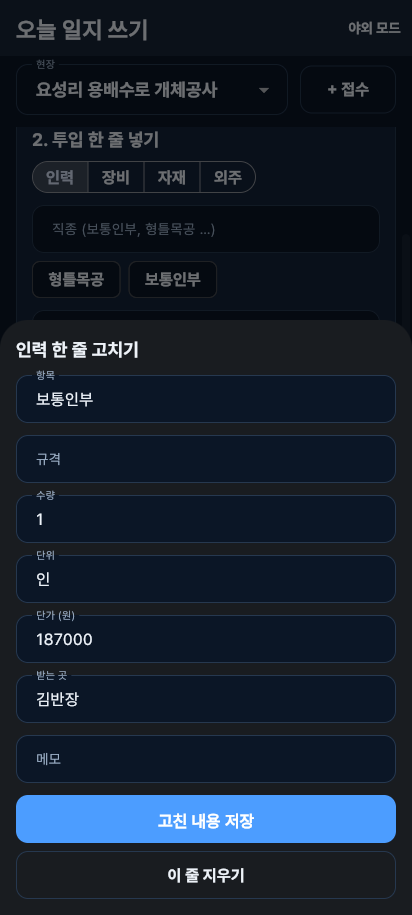 오늘 일지 쓰기
야외 모드
현장
요성리 용배수로 개체공사
+ 접수
2. 투입 한 줄 넣기
인력 장비 자재 외주
직종 (보통인부, 형틀목공 ...)
형틀목공 보통인부
인력 한 줄 고치기
항목
보통인부
규격
수량
1
단위
인
단가 (원)
187000
받는 곳
김반장
메모
고친 내용 저장
이 줄 지우기